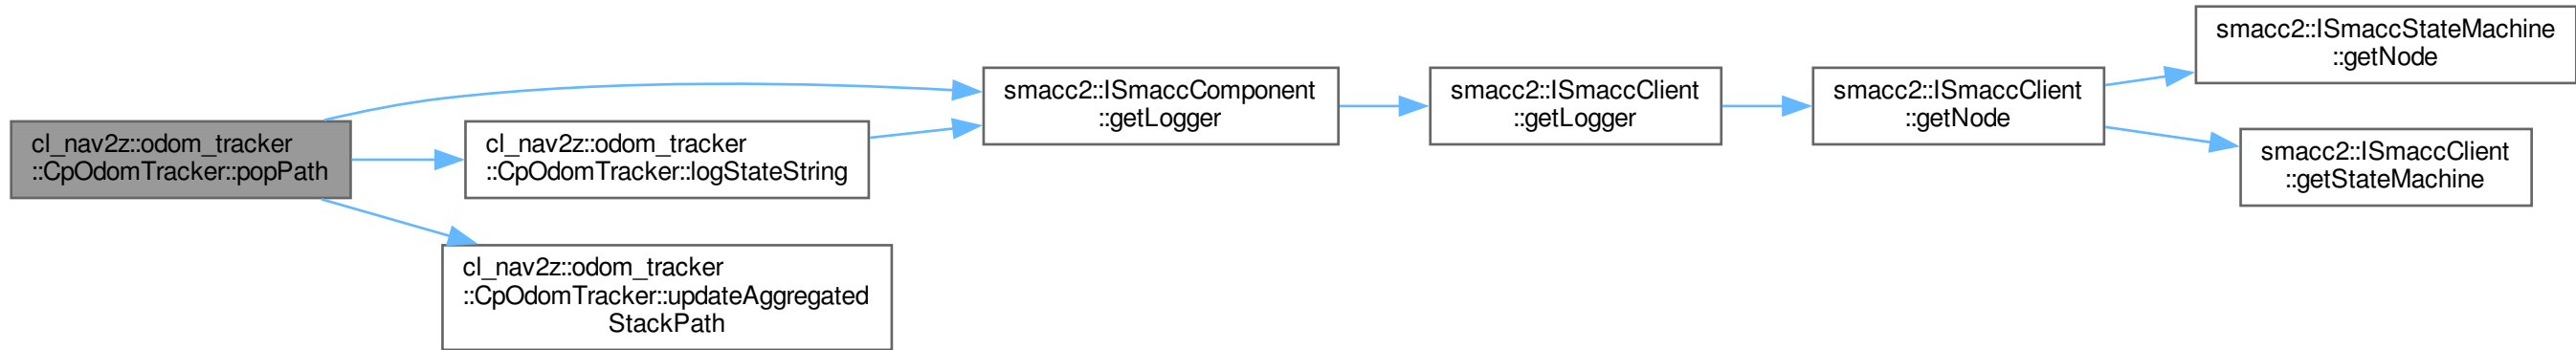 cl_nav2z::odom_tracker
::CpOdomTracker::popPath
cl_nav2z::odom_tracker
::CpOdomTracker::logStateString
cl_nav2z::odom_tracker
::CpOdomTracker::updateAggregated
StackPath
smacc2::ISmaccComponent
::getLogger
smacc2::ISmaccClient
::getLogger
smacc2::ISmaccClient
::getNode
smacc2::ISmaccStateMachine
::getNode
smacc2::ISmaccClient
::getStateMachine